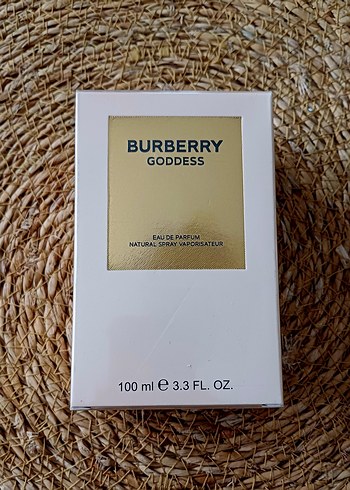 BURBERRY
GODDESS
EAU DE PARFUM
NATURAL SPRAY VAPORISATEUR
100 ml ℮ 3.3 FL. OZ.